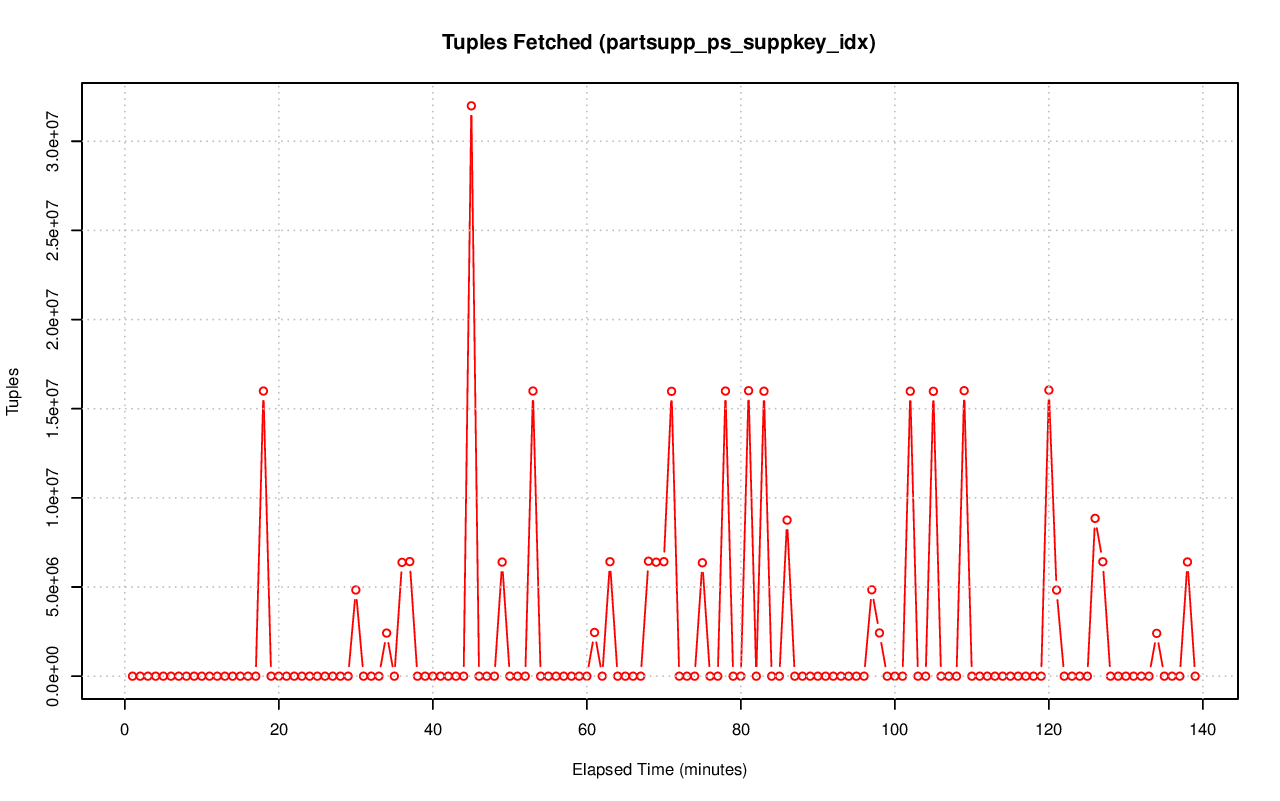 Tuples Fetched (partsupp_ps_suppkey_idx)
Tuples
3.0e+07
2.5e+07
2.0e+07
1.5e+07
1.0e+07
5.0e+06
0.0e+00
0 20 40 60 80 100 120 140
Elapsed Time (minutes)